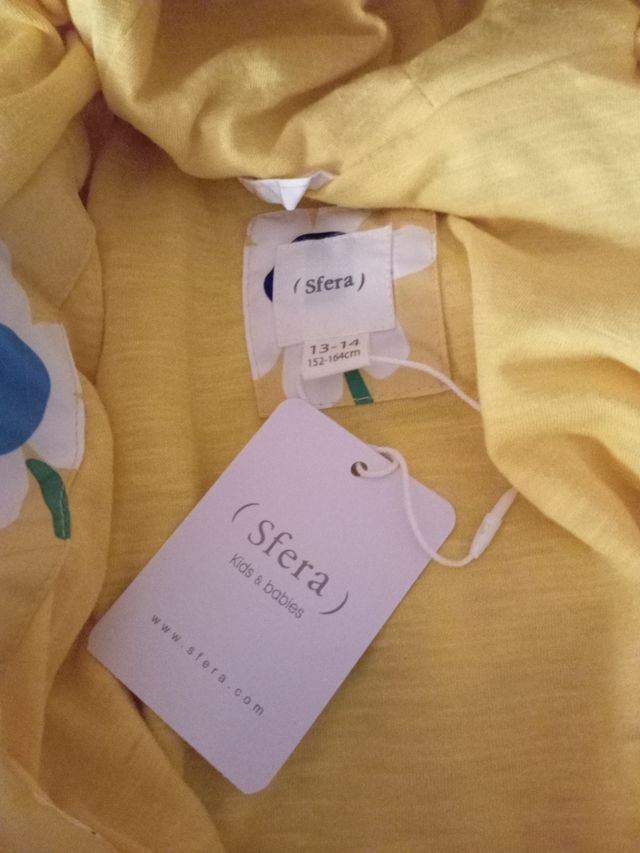 ( Sfera )
13-14
152-164cm
( Sfera )
Kids & babies
www.sfera.com